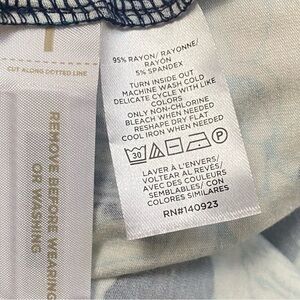 CUT ALONG DOTTED LINE
REMOVE BEFORE WEARING
OR WASHING
95% RAYON/ RAYONNE/
RAYÓN
5% SPANDEX
TURN INSIDE OUT
MACHINE WASH COLD
DELICATE CYCLE WITH LIKE
COLORS
ONLY NON-CHLORINE
BLEACH WHEN NEEDED
RESHAPE DRY FLAT
COOL IRON WHEN NEEDED
30
P
LAVER À L'ENVERS/
VOLTEAR AL REVÉS/
AVEC DES COULEURS
SEMBLABLES/ CON
COLORES SIMILARES
RN#140923